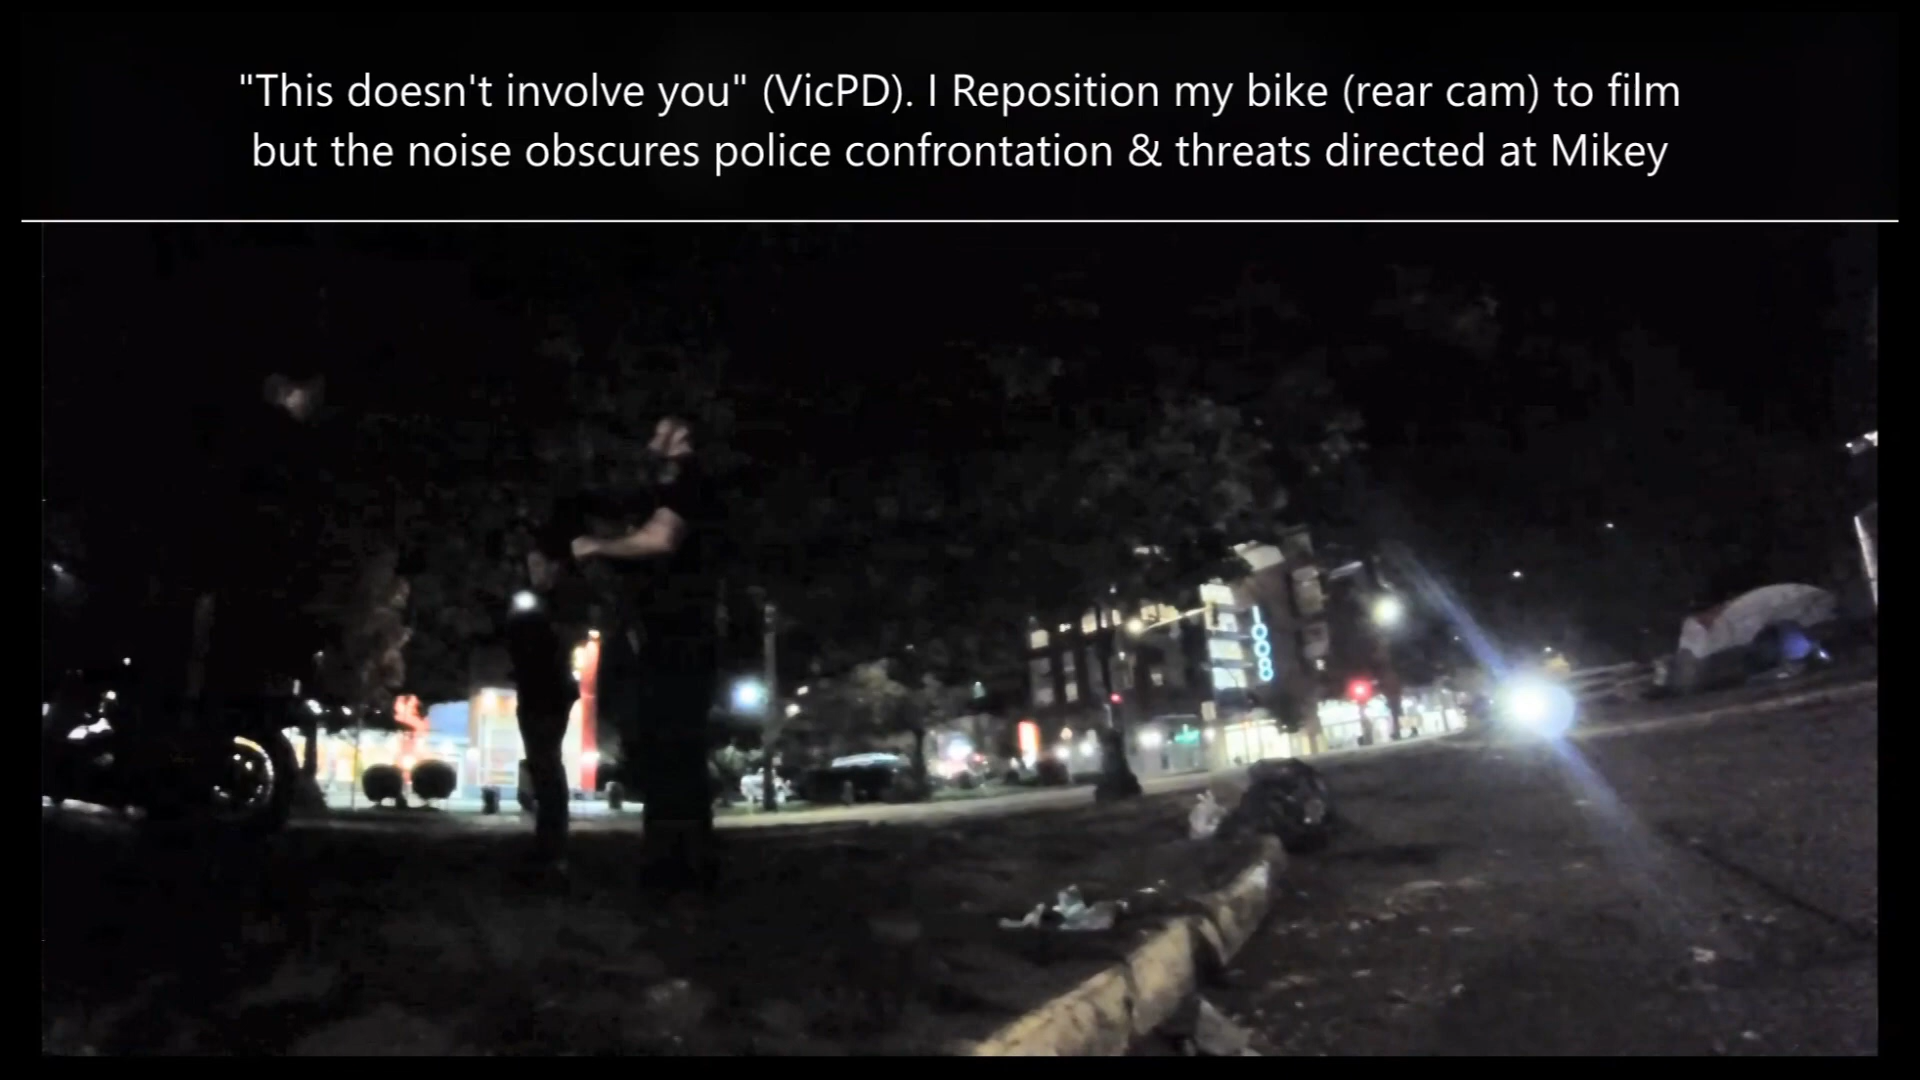 "This doesn't involve you" (VicPD). I Reposition my bike (rear cam) to film
but the noise obscures police confrontation & threats directed at Mikey
1008